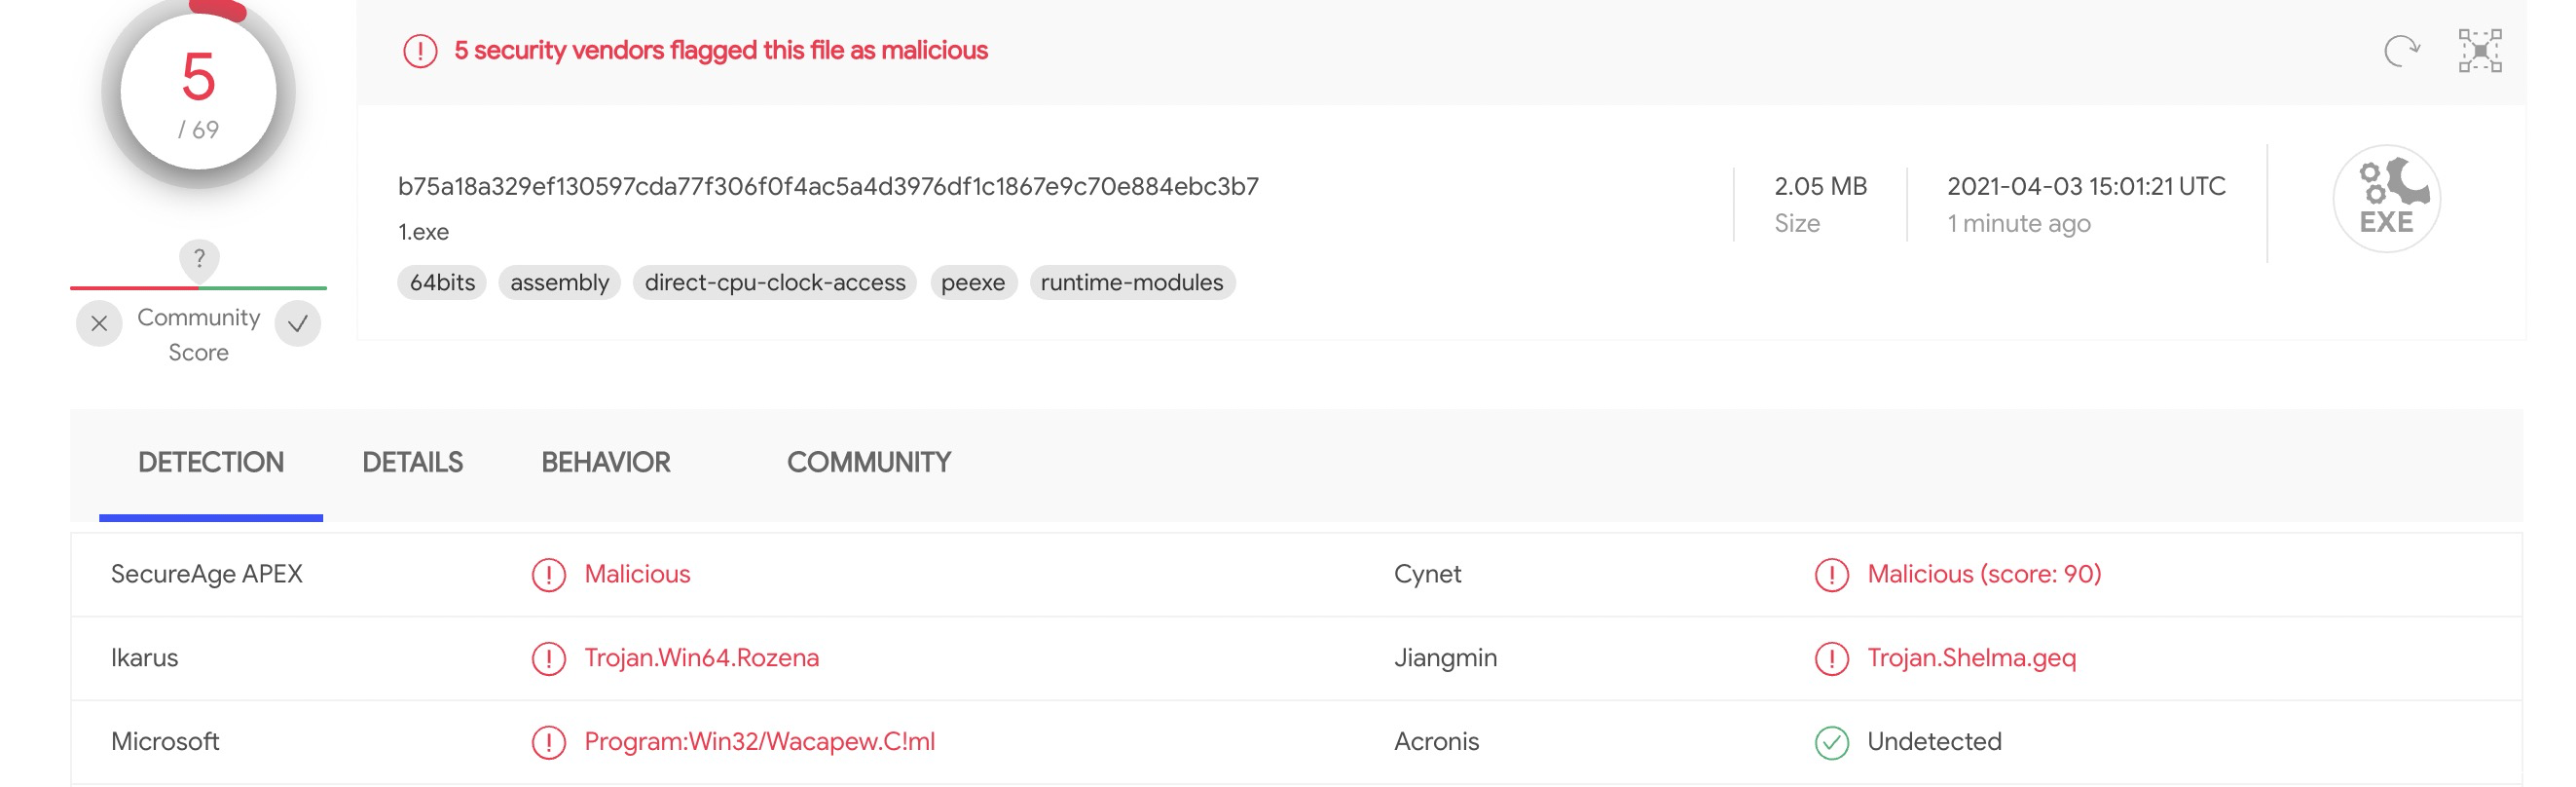 5
/ 69
?
Community
Score
5 security vendors flagged this file as malicious
b75a18a329ef130597cda77f306f0f4ac5a4d3976df1c1867e9c70e884ebc3b7
1.exe
64bits assembly direct-cpu-clock-access peexe runtime-modules
2.05 MB
Size
2021-04-03 15:01:21 UTC
1 minute ago
EXE
DETECTION DETAILS BEHAVIOR COMMUNITY
SecureAge APEX Malicious Cynet Malicious (score: 90)
Ikarus Trojan.Win64.Rozena Jiangmin Trojan.Shelma.geq
Microsoft Program:Win32/Wacapew.C!ml Acronis Undetected